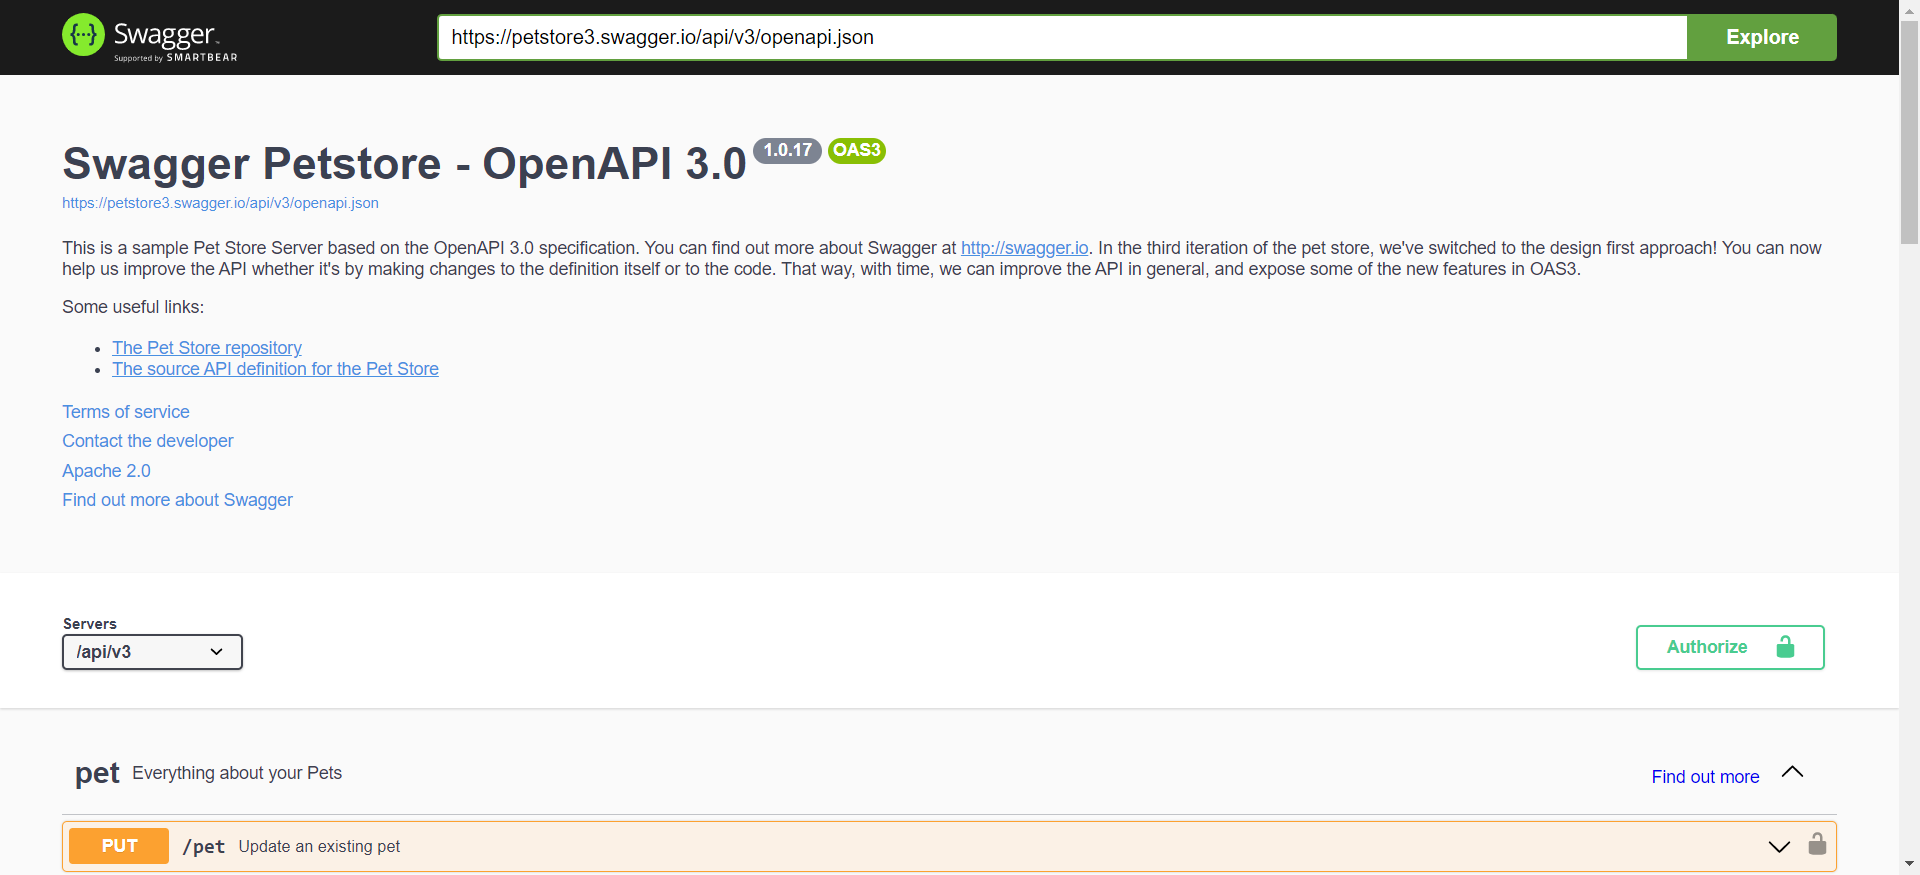 {···} Swagger™
Supported by SMARTBEAR
https://petstore3.swagger.io/api/v3/openapi.json
Explore
Swagger Petstore - OpenAPI 3.0 1.0.17 OAS3
https://petstore3.swagger.io/api/v3/openapi.json
This is a sample Pet Store Server based on the OpenAPI 3.0 specification. You can find out more about Swagger at http://swagger.io. In the third iteration of the pet store, we've switched to the design first approach! You can now
help us improve the API whether it's by making changes to the definition itself or to the code. That way, with time, we can improve the API in general, and expose some of the new features in OAS3.
Some useful links:
• The Pet Store repository
• The source API definition for the Pet Store
Terms of service
Contact the developer
Apache 2.0
Find out more about Swagger
Servers
/api/v3
Authorize
pet Everything about your Pets
Find out more
PUT /pet Update an existing pet